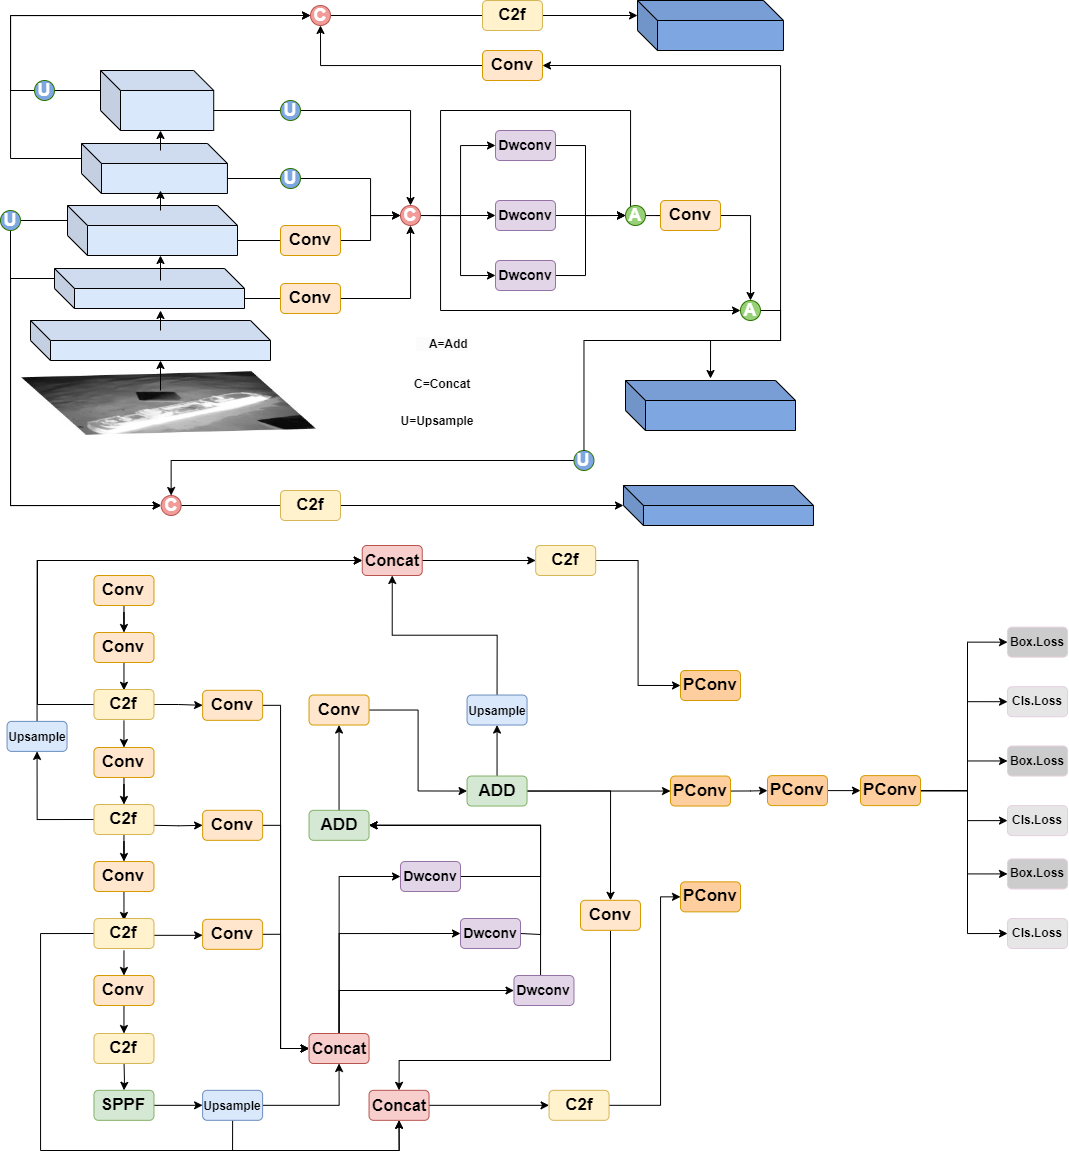 C
C2f
Conv
U
U
Dwconv
U
U
C
Dwconv
A
Conv
Conv
Dwconv
Conv
A
A=Add
C=Concat
U=Upsample
U
C
C2f
Concat
C2f
Conv
Box.Loss
Conv
PConv
C2f
Conv
Conv
Upsample
Cls.Loss
Upsample
Conv
Box.Loss
ADD
PConv
PConv
PConv
C2f
Conv
ADD
Cls.Loss
Conv
Dwconv
Box.Loss
PConv
Conv
C2f
Conv
Dwconv
Cls.Loss
Conv
Dwconv
C2f
Concat
SPPF
Upsample
Concat
C2f